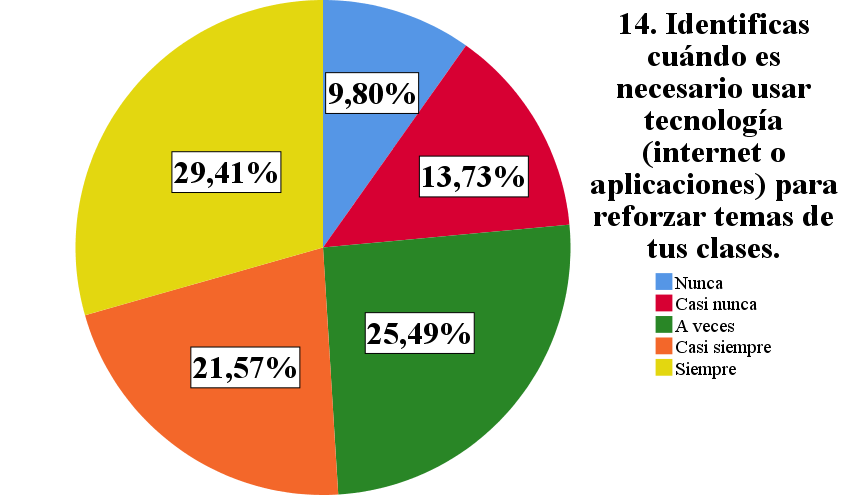 14. Identificas
cuándo es
necesario usar
tecnología
(internet o
aplicaciones) para
reforzar temas de
tus clases.
Nunca
Casi nunca
A veces
Casi siempre
Siempre
9,80%
13,73%
29,41%
25,49%
21,57%